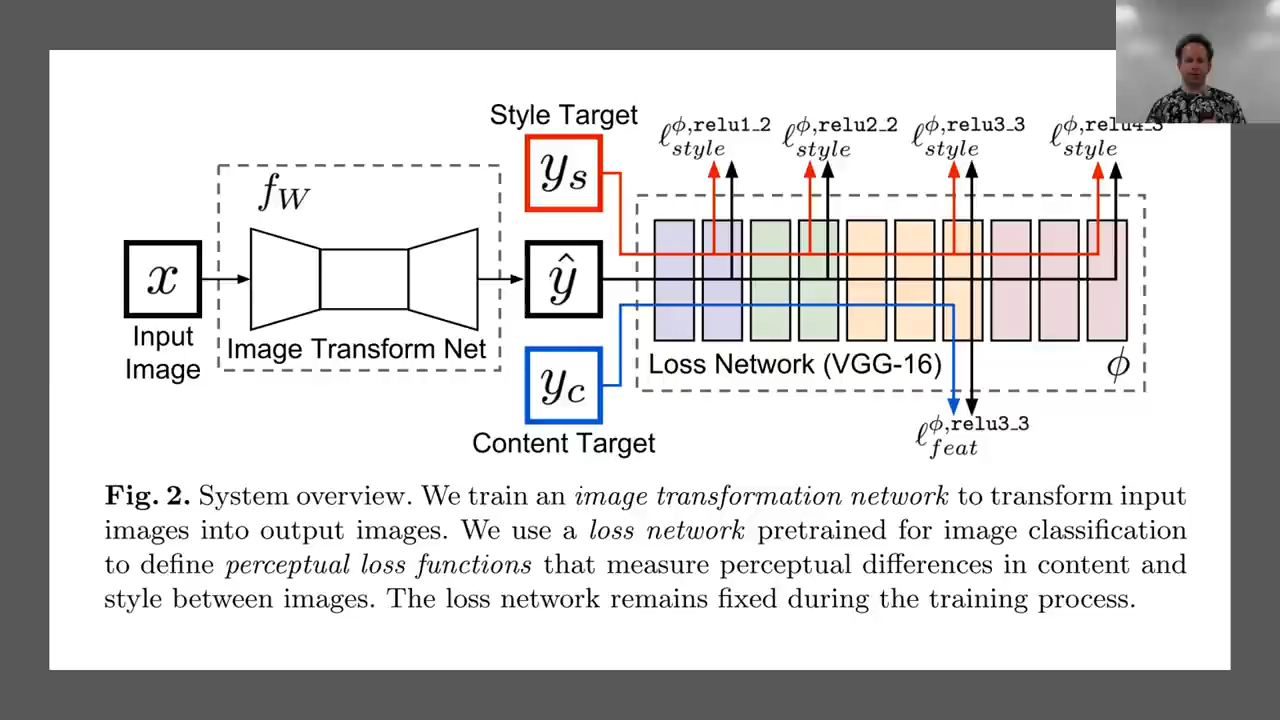 Style Target
ℓ^{ϕ,relu1_2}_{style}
ℓ^{ϕ,relu2_2}_{style}
ℓ^{ϕ,relu3_3}_{style}
ℓ^{ϕ,relu4_3}_{style}
y_s
f_W
x
ŷ
Input
Image
Image Transform Net
Loss Network (VGG-16)
ϕ
y_c
Content Target
ℓ^{ϕ,relu3_3}_{feat}
Fig. 2. System overview. We train an image transformation network to transform input
images into output images. We use a loss network pretrained for image classification
to define perceptual loss functions that measure perceptual differences in content and
style between images. The loss network remains fixed during the training process.